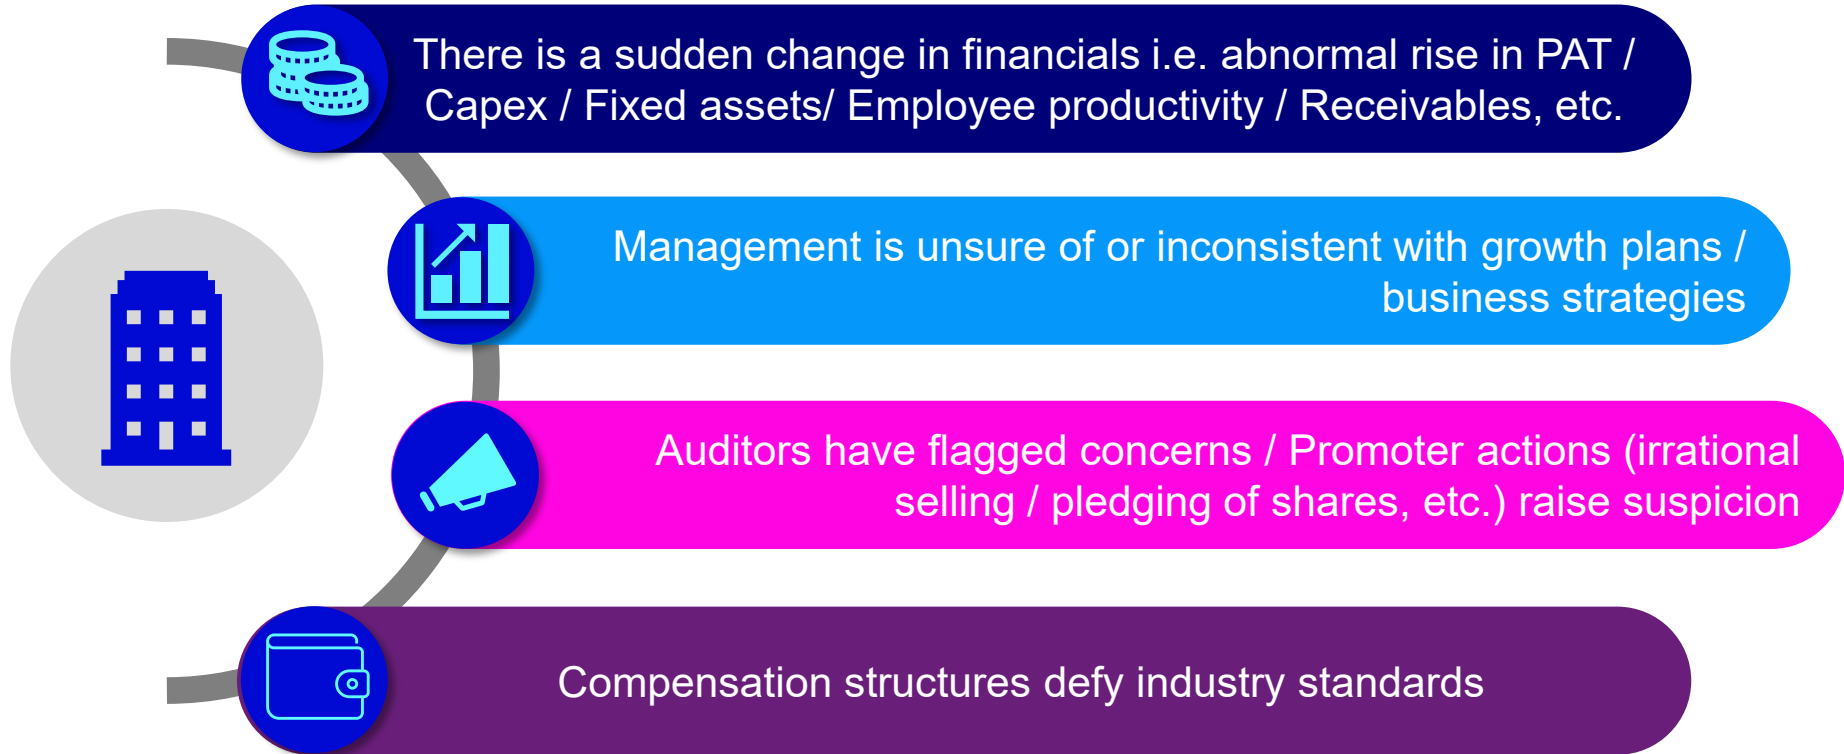 There is a sudden change in financials i.e. abnormal rise in PAT /
Capex / Fixed assets/ Employee productivity / Receivables, etc.
Management is unsure of or inconsistent with growth plans /
business strategies
Auditors have flagged concerns / Promoter actions (irrational
selling / pledging of shares, etc.) raise suspicion
Compensation structures defy industry standards